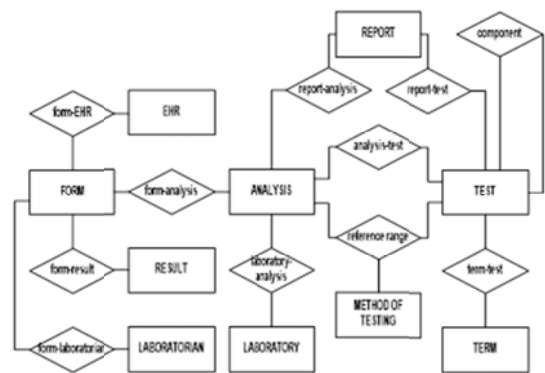 REPORT
component
report-analysis
report-test
form-EHR
EHR
analysis-test
FORM
form-analysis
ANALYSIS
TEST
reference range
form-result
RESULT
laboratory-
analysis
term-test
METHOD OF
TESTING
form-laboratorian
LABORATORIAN
LABORATORY
TERM